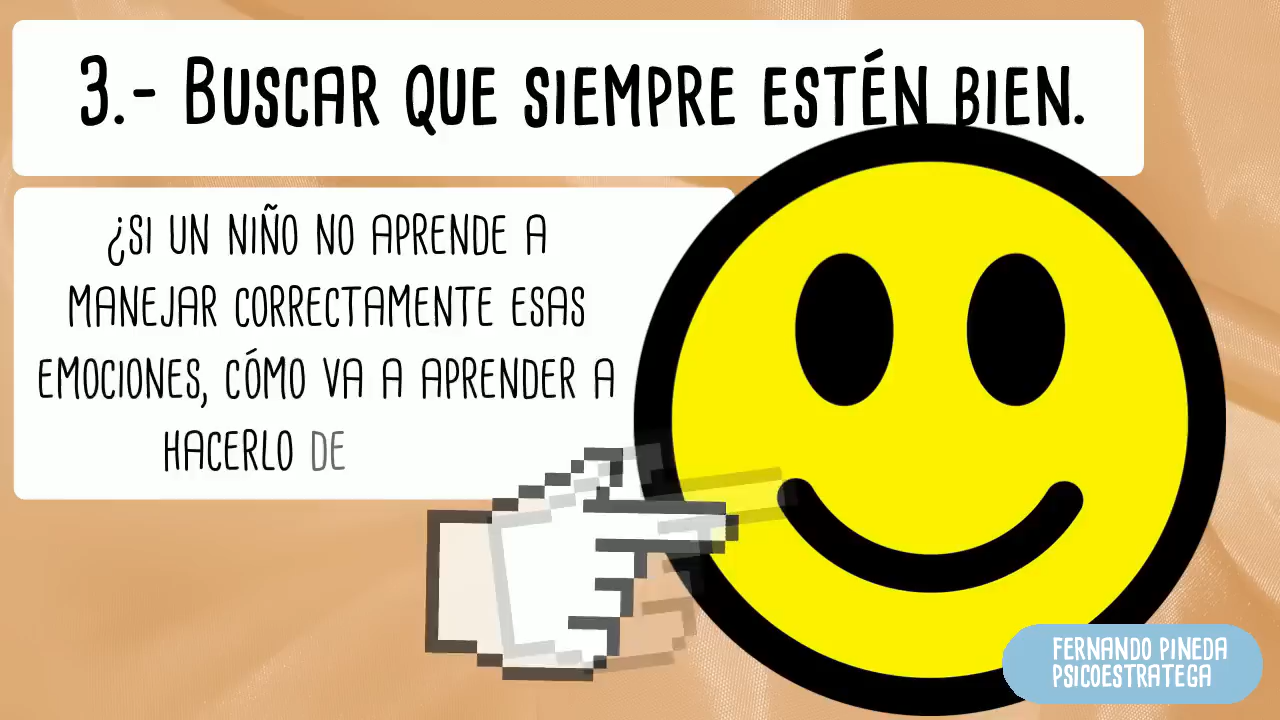 3.- BUSCAR QUE SIEMPRE ESTÉN BIEN.
¿SI UN NIÑO NO APRENDE A
MANEJAR CORRECTAMENTE ESAS
EMOCIONES, CÓMO VA A APRENDER A
HACERLO DE
FERNANDO PINEDA
PSICOESTRATEGA